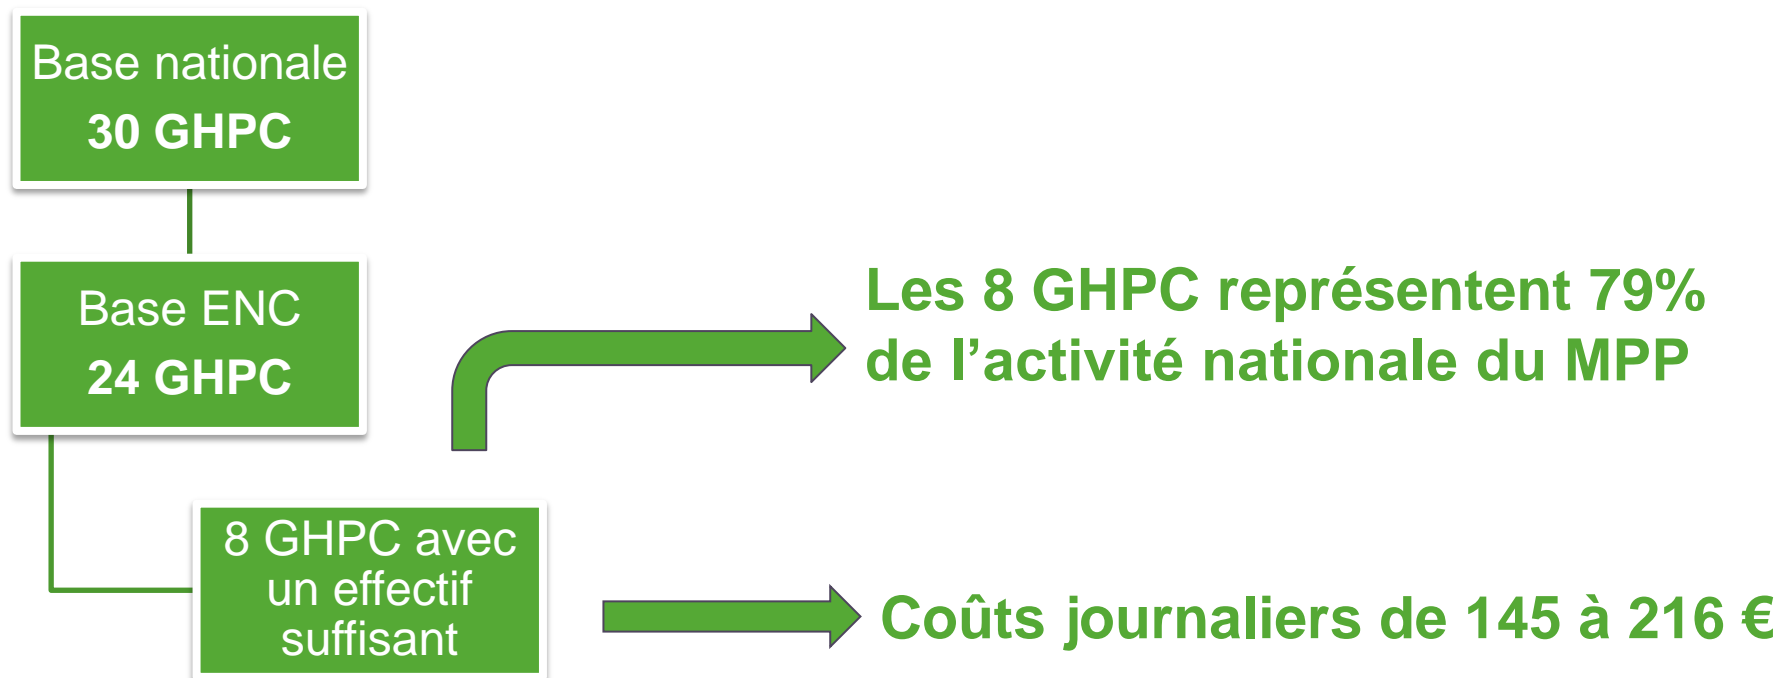 Base nationale
30 GHPC
Base ENC
24 GHPC
Les 8 GHPC représentent 79%
de l’activité nationale du MPP
8 GHPC avec
un effectif
suffisant
Coûts journaliers de 145 à 216 €